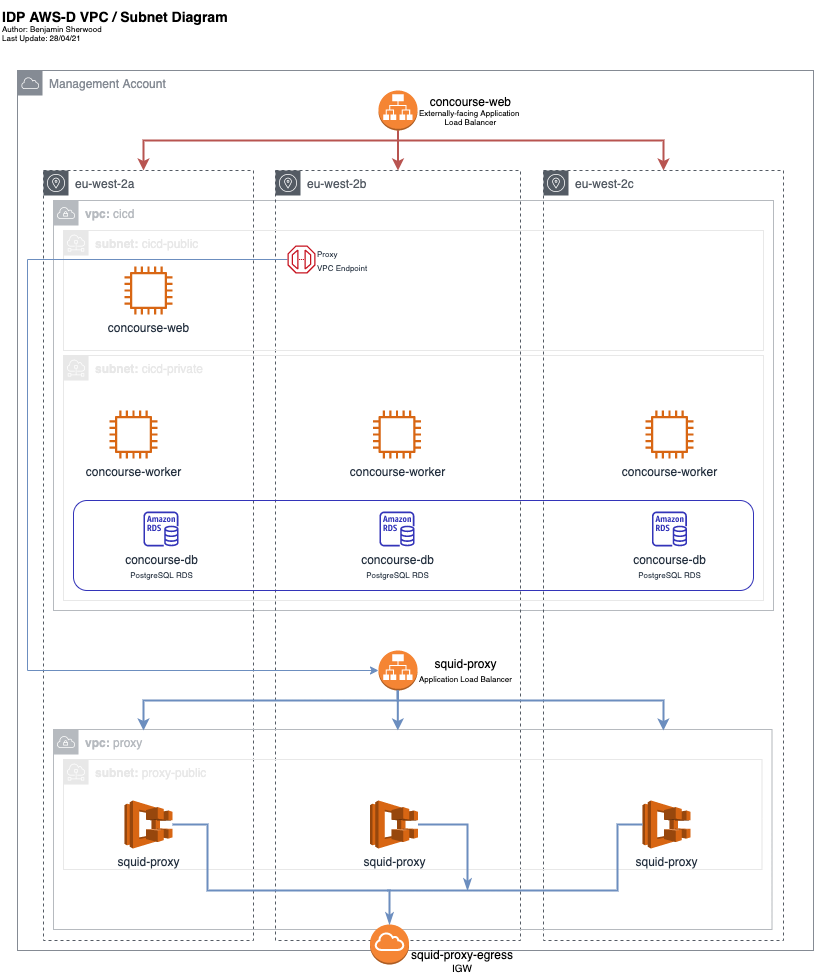 IDP AWS-D VPC / Subnet Diagram
Author: Benjamin Sherwood
Last Update: 28/04/21
Management Account
concourse-web
Externally-facing Application
Load Balancer
eu-west-2a
eu-west-2b
eu-west-2c
vpc: cicd
subnet: cicd-public
Proxy
VPC Endpoint
concourse-web
subnet: cicd-private
concourse-worker
concourse-worker
concourse-worker
Amazon
RDS
Amazon
RDS
Amazon
RDS
concourse-db
concourse-db
concourse-db
PostgreSQL RDS
PostgreSQL RDS
PostgreSQL RDS
squid-proxy
Application Load Balancer
vpc: proxy
subnet: proxy-public
squid-proxy
squid-proxy
squid-proxy
squid-proxy-egress
IGW